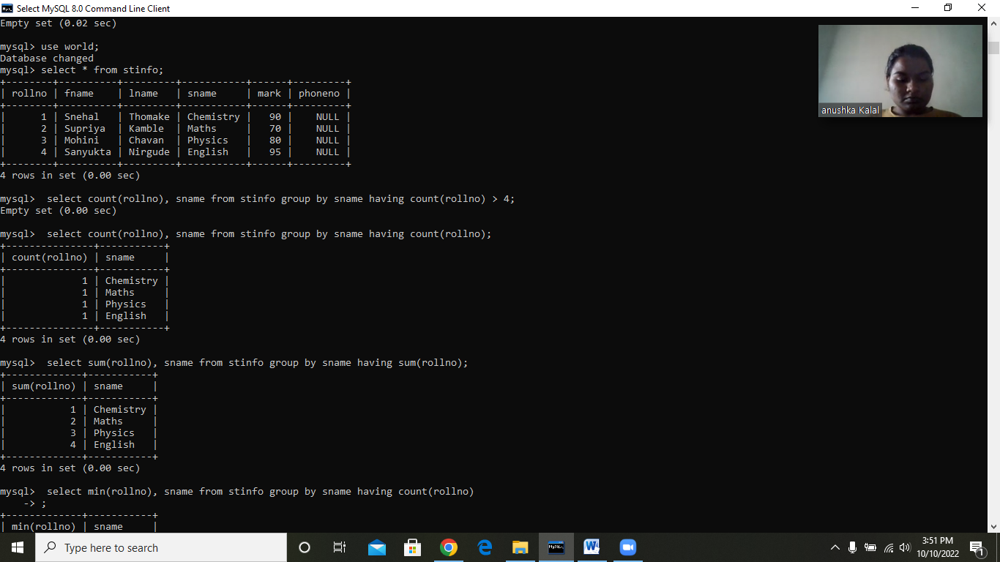 Select MySQL 8.0 Command Line Client
Empty set (0.02 sec)
mysql> use world;
Database changed
mysql> select * from stinfo;
+--------+----------+---------+-----------+------+---------+
| rollno | fname    | lname   | sname     | mark | phoneno |
+--------+----------+---------+-----------+------+---------+
|      1 | Snehal   | Thomake | Chemistry |   90 |    NULL |
|      2 | Supriya  | Kamble  | Maths     |   70 |    NULL |
|      3 | Mohini   | Chavan  | Physics   |   80 |    NULL |
|      4 | Sanyukta | Nirgude | English   |   95 |    NULL |
+--------+----------+---------+-----------+------+---------+
4 rows in set (0.00 sec)
mysql>  select count(rollno), sname from stinfo group by sname having count(rollno) > 4;
Empty set (0.00 sec)
mysql>  select count(rollno), sname from stinfo group by sname having count(rollno);
+---------------+-----------+
| count(rollno) | sname     |
+---------------+-----------+
|             1 | Chemistry |
|             1 | Maths     |
|             1 | Physics   |
|             1 | English   |
+---------------+-----------+
4 rows in set (0.00 sec)
mysql>  select sum(rollno), sname from stinfo group by sname having sum(rollno);
+-------------+-----------+
| sum(rollno) | sname     |
+-------------+-----------+
|           1 | Chemistry |
|           2 | Maths     |
|           3 | Physics   |
|           4 | English   |
+-------------+-----------+
4 rows in set (0.00 sec)
mysql>  select min(rollno), sname from stinfo group by sname having count(rollno)
    -> ;
+-------------+-----------+
| min(rollno) | sname     |
anushka Kalal
Type here to search
3:51 PM
10/10/2022
1